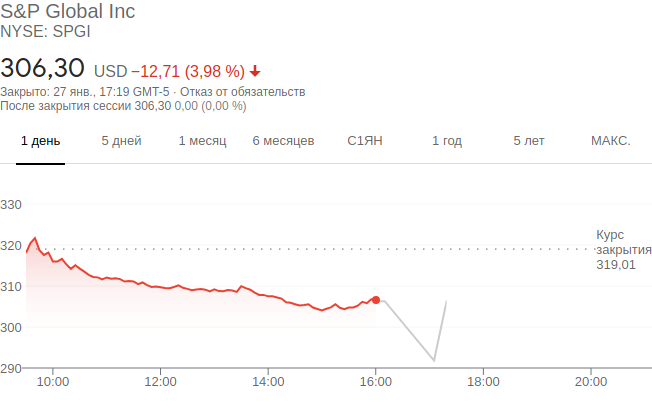 S&P Global Inc
NYSE: SPGI
306,30 USD −12,71 (3,98 %)
Закрыто: 27 янв., 17:19 GMT-5 · Отказ от обязательств
После закрытия сессии 306,30 0,00 (0,00 %)
1 день 5 дней 1 месяц 6 месяцев С1ЯН 1 год 5 лет МАКС.
330
320
310
300
290
Курс
закрытия
319,01
10:00 12:00 14:00 16:00 18:00 20:00